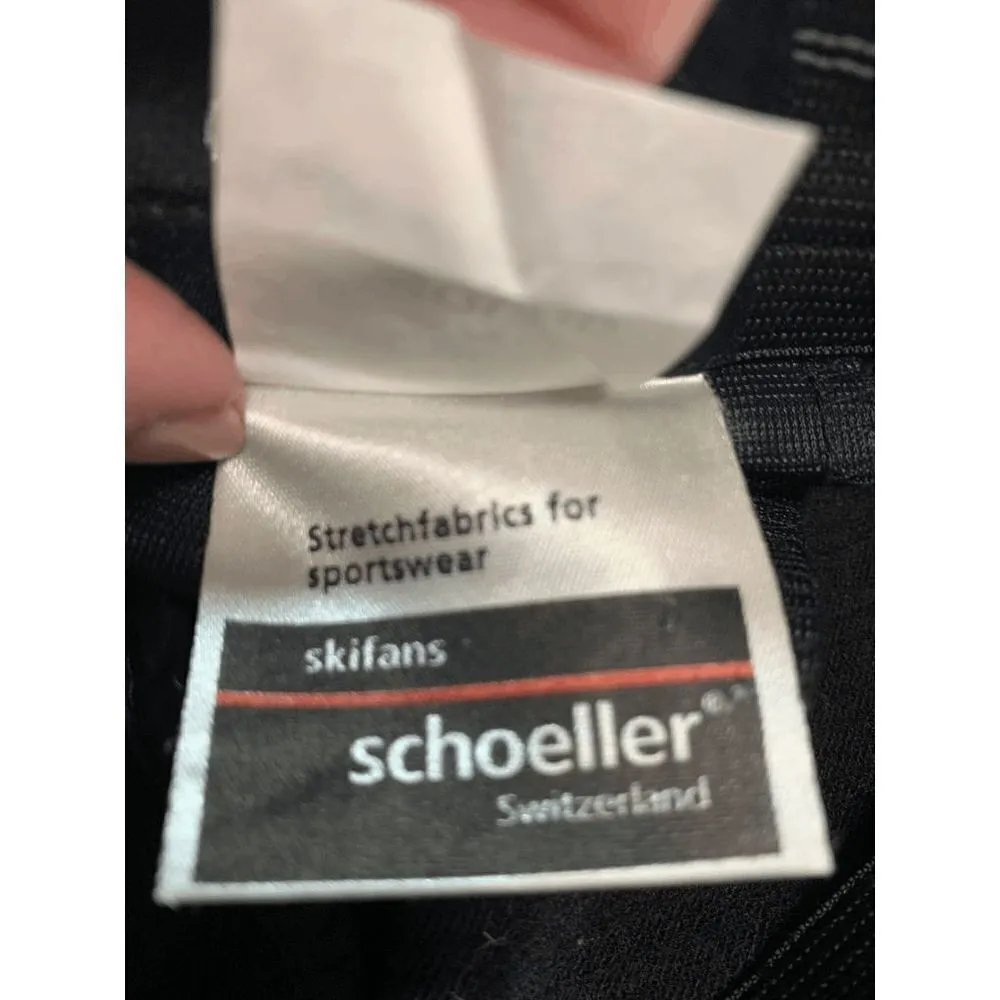 Stretchfabrics for
sportswear
skifans
schoeller®
Switzerland